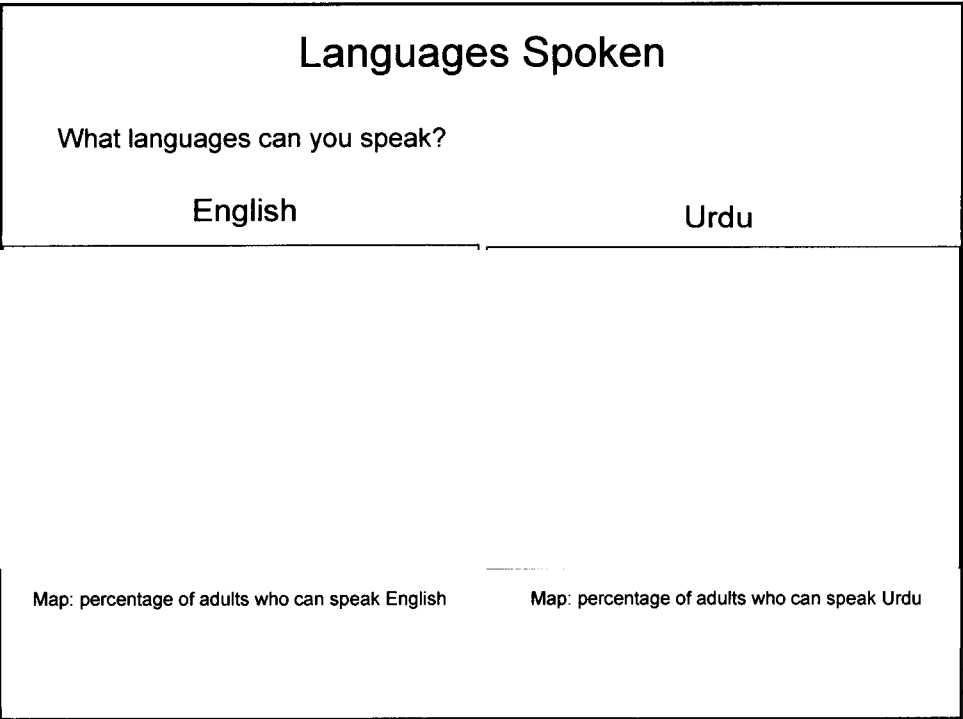 Languages Spoken
What languages can you speak?
English
Urdu
Map: percentage of adults who can speak English
Map: percentage of adults who can speak Urdu